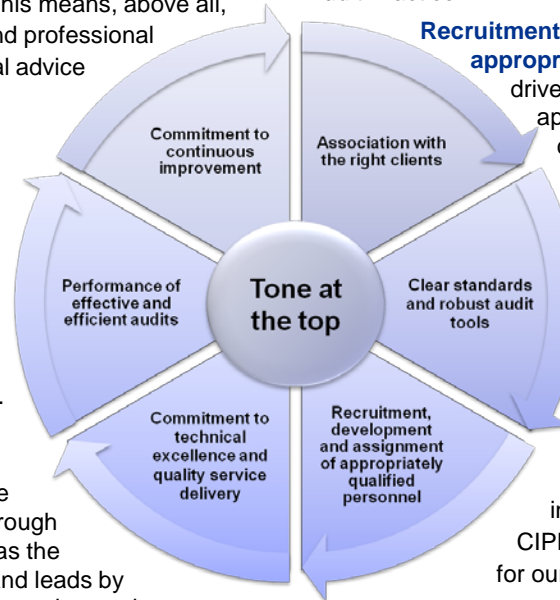 his means, above all,
nd professional
al advice
Recruitment
appropr
drive
ap
Commitment to
continuous
improvement
Association with
the right clients
Performance of
effective and
efficient audits
Tone at
the top
Clear standards
and robust audit
tools
Commitment to
technical
excellence and
quality service
delivery
Recruitment,
development
and assignment
of appropriately
qualified
personnel
e
rough
as the
and leads by
in
CIP
for ou